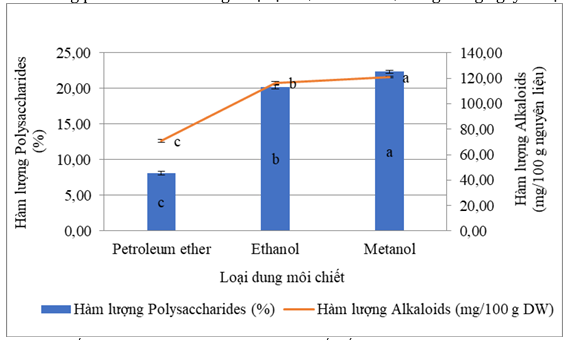 25,00
20,00
15,00
10,00
5,00
0,00
Hàm lượng Polysaccharides
(%)
140,00
120,00
100,00
80,00
60,00
40,00
20,00
0,00
Hàm lượng Alkaloids
(mg/100 g nguyên liệu)
c
b
a
c
b
a
Petroleum ether Ethanol Metanol
Loại dung môi chiết
Hàm lượng Polysaccharides (%) Hàm lượng Alkaloids (mg/100 g DW)